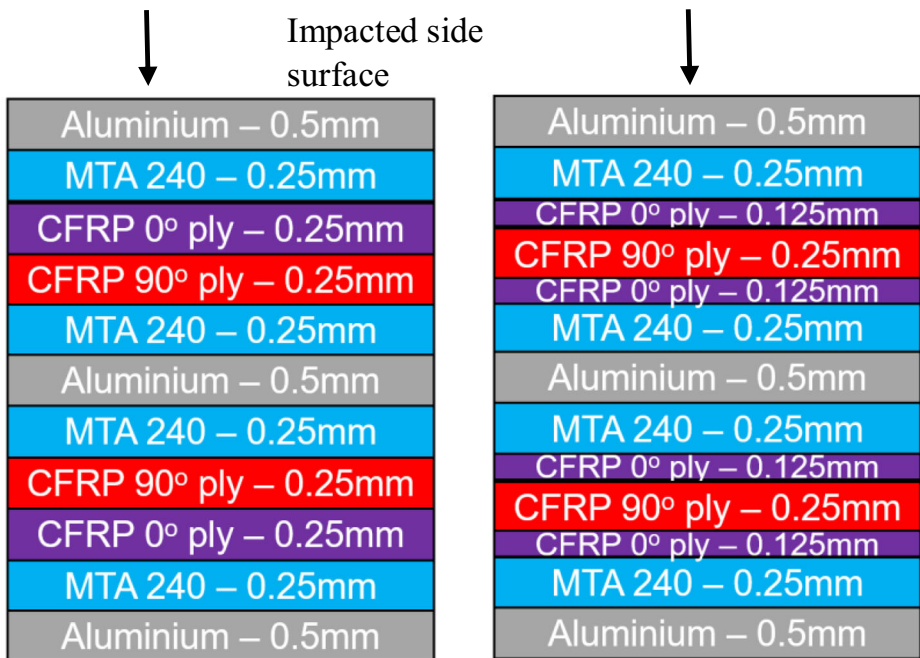 Impacted side
surface
Aluminium – 0.5mm
MTA 240 – 0.25mm
CFRP 0º ply – 0.25mm
CFRP 90º ply – 0.25mm
MTA 240 – 0.25mm
Aluminium – 0.5mm
MTA 240 – 0.25mm
CFRP 90º ply – 0.25mm
CFRP 0º ply – 0.25mm
MTA 240 – 0.25mm
Aluminium – 0.5mm
Aluminium – 0.5mm
MTA 240 – 0.25mm
CFRP 0º ply – 0.125mm
CFRP 90º ply – 0.25mm
CFRP 0º ply – 0.125mm
MTA 240 – 0.25mm
Aluminium – 0.5mm
MTA 240 – 0.25mm
CFRP 0º ply – 0.125mm
CFRP 90º ply – 0.25mm
CFRP 0º ply – 0.125mm
MTA 240 – 0.25mm
Aluminium – 0.5mm